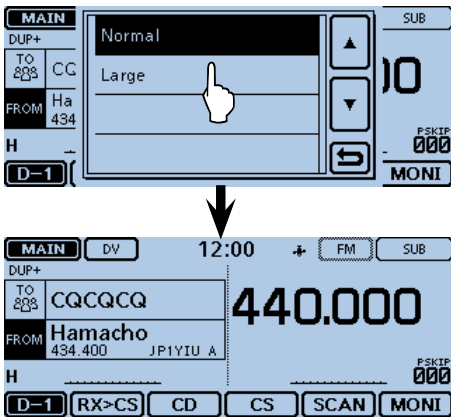 MAIN
SUB
DUP+
Normal
Large
TO
CQ
FROM
Ha
434
H
PSKIP
000
D-1
MONI
MAIN DV 12:00 FM SUB
DUP+
TO CQCQCQ 440.000
FROM Hamacho
434.400 JP1YIU A
PSKIP
H 000
D-1 RX>CS CD CS SCAN MONI